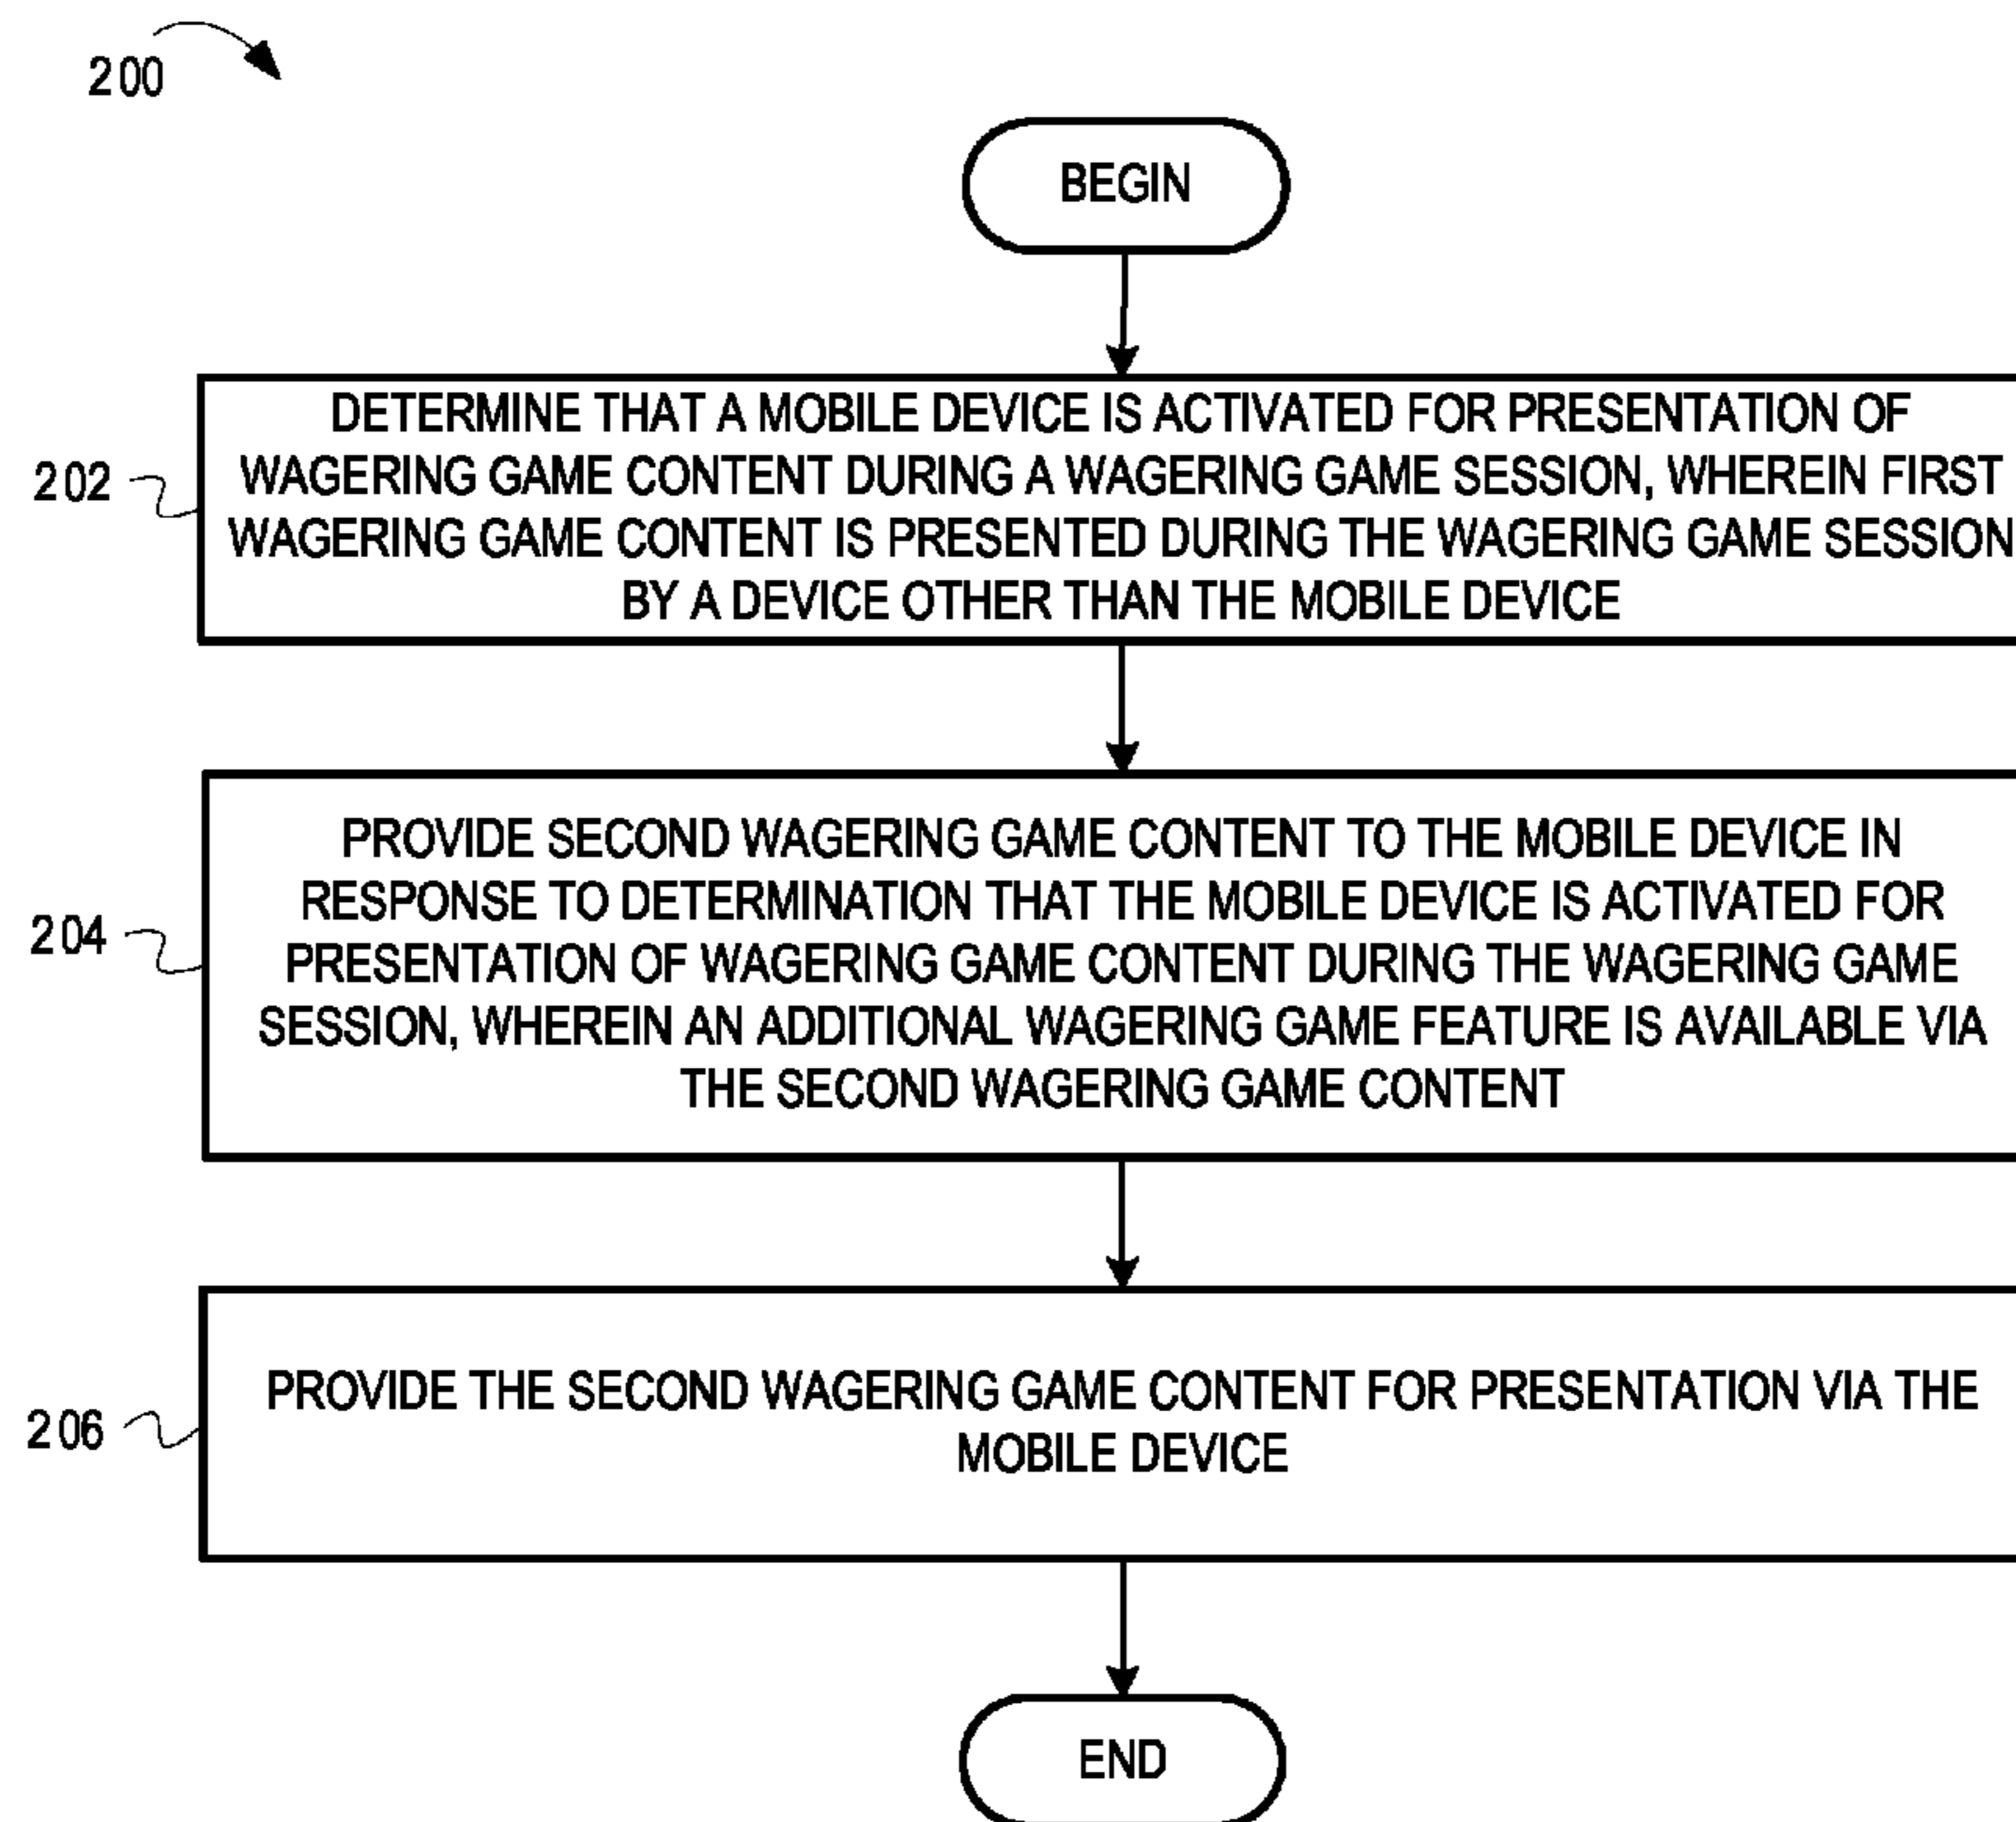 200
BEGIN
202
DETERMINE THAT A MOBILE DEVICE IS ACTIVATED FOR PRESENTATION OF
WAGERING GAME CONTENT DURING A WAGERING GAME SESSION, WHEREIN FIRST
WAGERING GAME CONTENT IS PRESENTED DURING THE WAGERING GAME SESSION
BY A DEVICE OTHER THAN THE MOBILE DEVICE
204
PROVIDE SECOND WAGERING GAME CONTENT TO THE MOBILE DEVICE IN
RESPONSE TO DETERMINATION THAT THE MOBILE DEVICE IS ACTIVATED FOR
PRESENTATION OF WAGERING GAME CONTENT DURING THE WAGERING GAME
SESSION, WHEREIN AN ADDITIONAL WAGERING GAME FEATURE IS AVAILABLE VIA
THE SECOND WAGERING GAME CONTENT
206
PROVIDE THE SECOND WAGERING GAME CONTENT FOR PRESENTATION VIA THE
MOBILE DEVICE
END